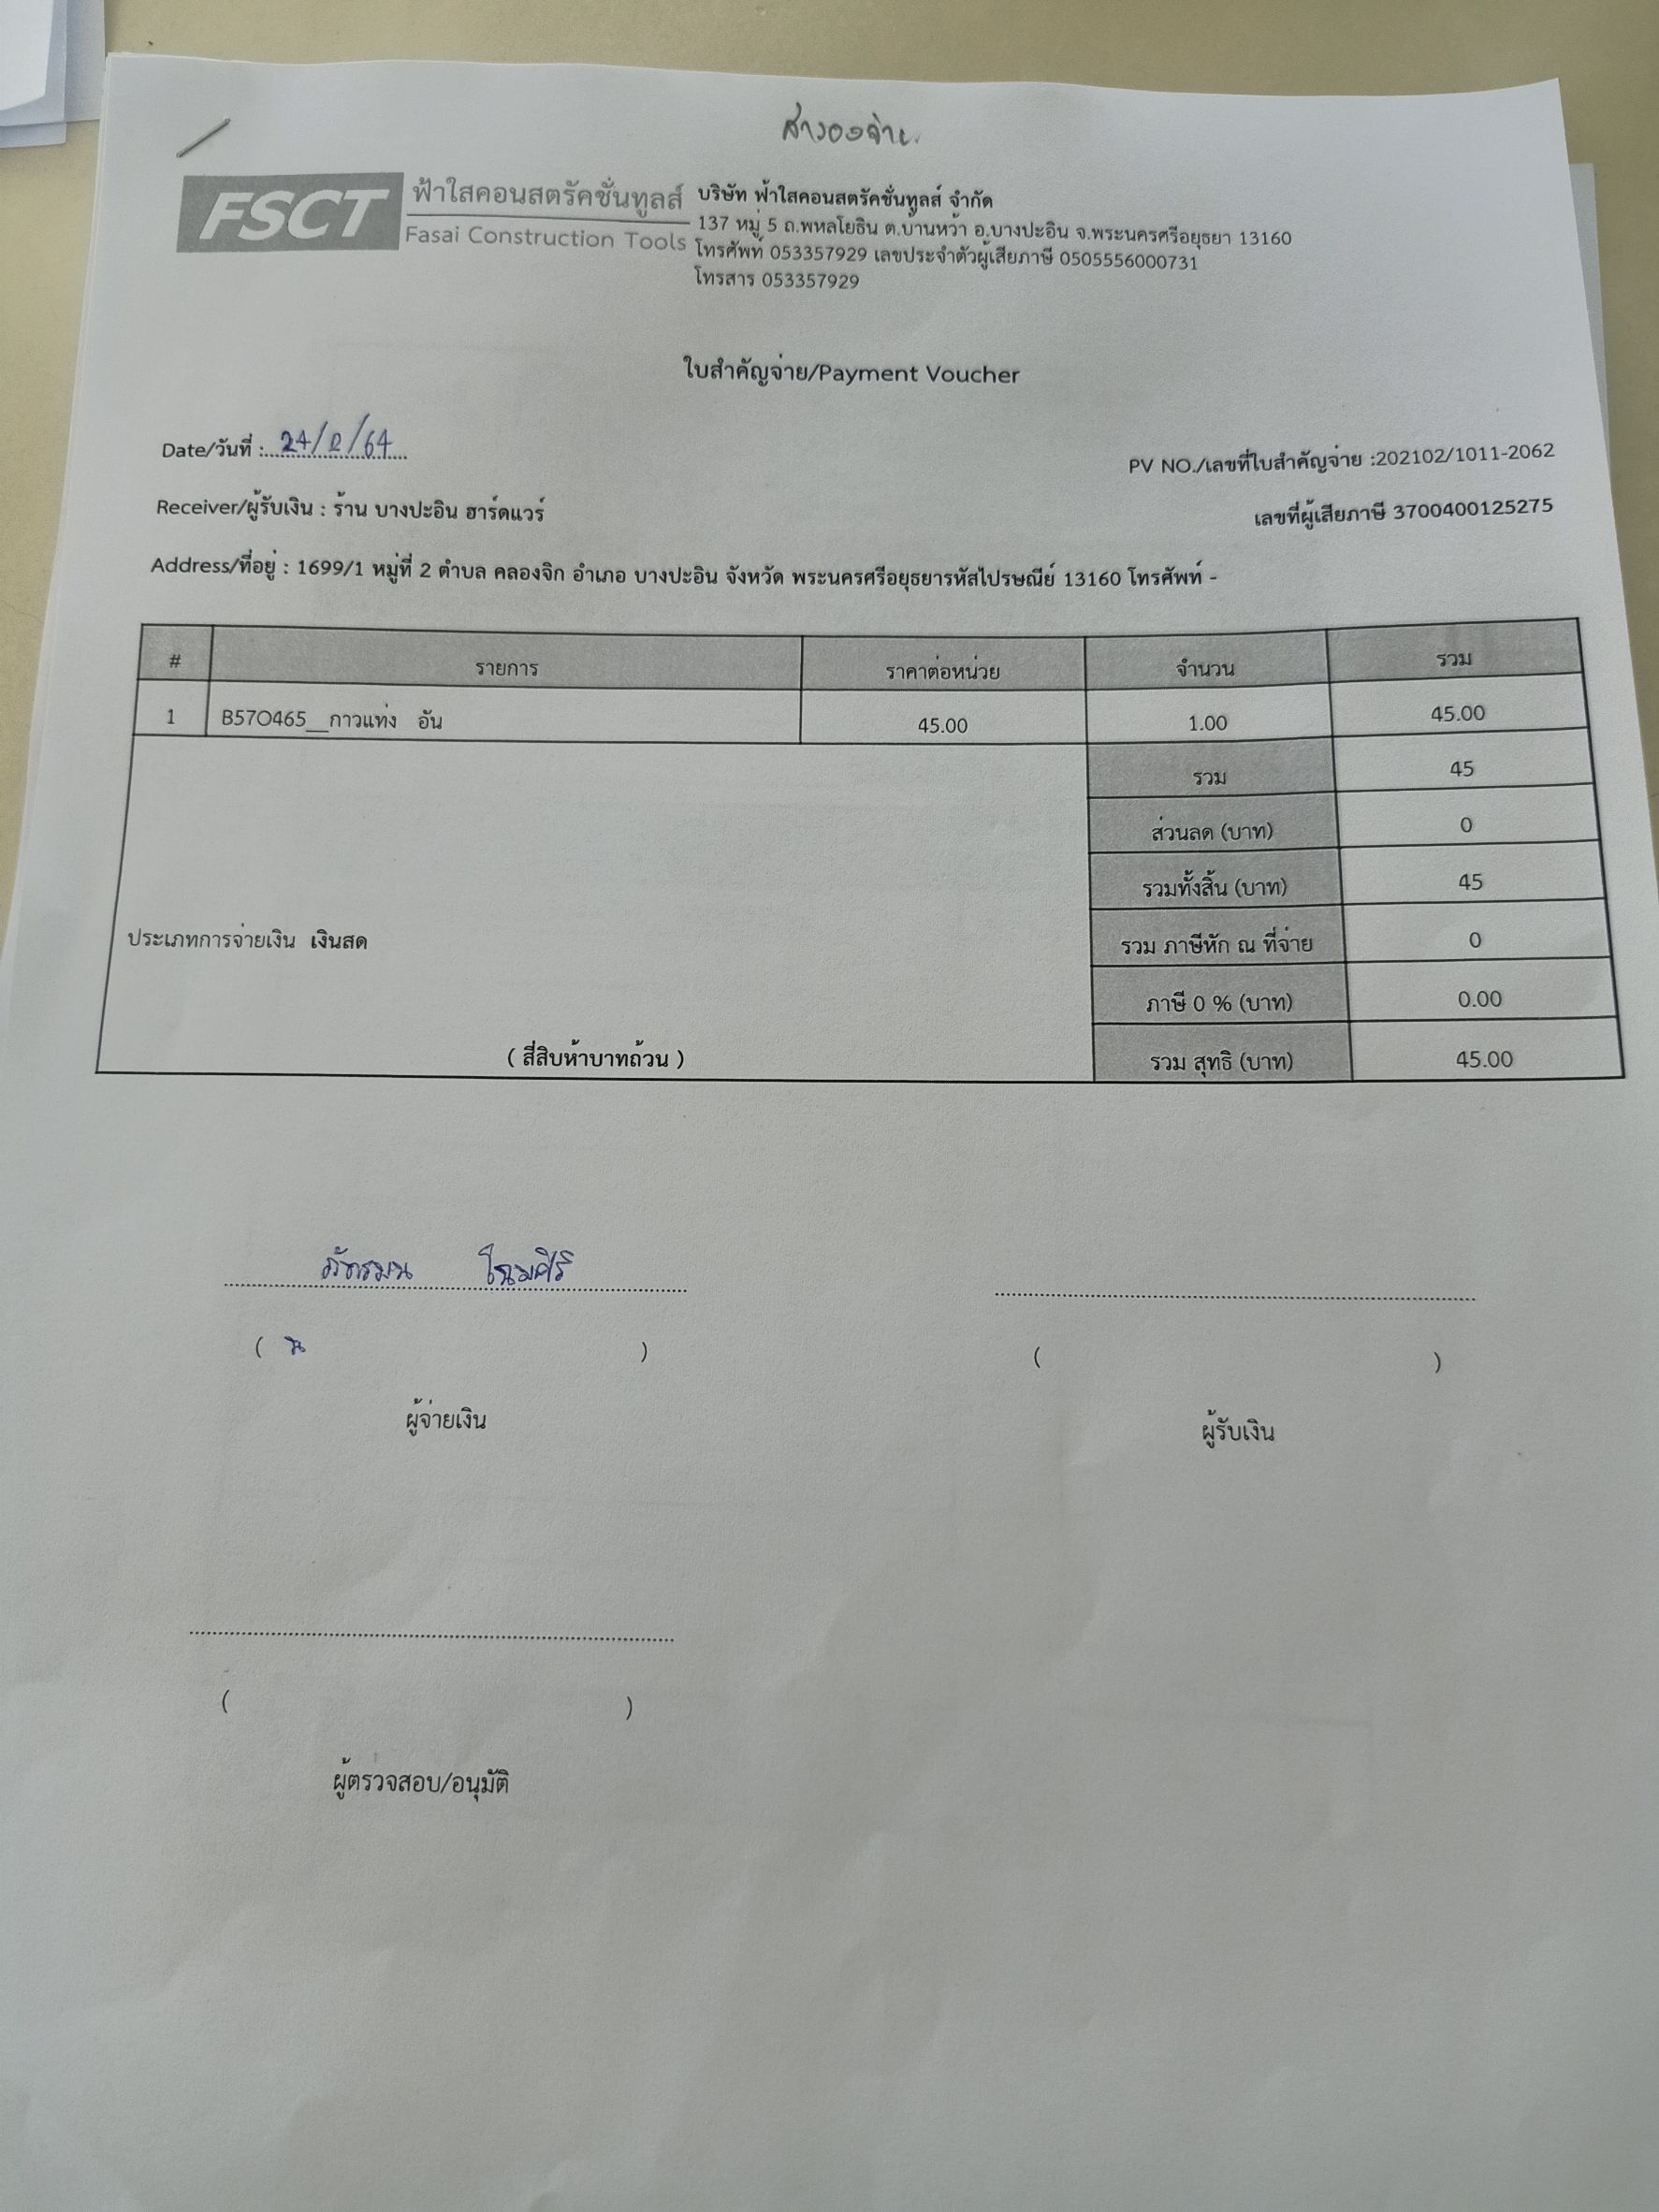 สำรองจ่าย.
FSCT ฟ้าใสคอนสตรัคชั่นทูลส์
Fasai Construction Tools
บริษัท ฟ้าใสคอนสตรัคชั่นทูลส์ จำกัด
137 หมู่ 5 ถ.พหลโยธิน ต.บ้านหว้า อ.บางปะอิน จ.พระนครศรีอยุธยา 13160
โทรศัพท์ 053357929 เลขประจำตัวผู้เสียภาษี 0505556000731
โทรสาร 053357929
ใบสำคัญจ่าย/Payment Voucher
Date/วันที่ : 24/2/64
PV NO./เลขที่ใบสำคัญจ่าย :202102/1011-2062
Receiver/ผู้รับเงิน : ร้าน บางปะอิน ฮาร์ดแวร์
เลขที่ผู้เสียภาษี 3700400125275
Address/ที่อยู่ : 1699/1 หมู่ที่ 2 ตำบล คลองจิก อำเภอ บางปะอิน จังหวัด พระนครศรีอยุธยารหัสไปรษณีย์ 13160 โทรศัพท์ -
# รายการ ราคาต่อหน่วย จำนวน รวม
1 B57O465__กาวแท่ง อัน 45.00 1.00 45.00
รวม 45
ส่วนลด (บาท) 0
รวมทั้งสิ้น (บาท) 45
ประเภทการจ่ายเงิน เงินสด
รวม ภาษีหัก ณ ที่จ่าย 0
ภาษี 0 % (บาท) 0.00
( สี่สิบห้าบาทถ้วน )
รวม สุทธิ (บาท) 45.00
ภัทรมน โฉมศิริ
( )
( )
ผู้จ่ายเงิน
ผู้รับเงิน
( )
ผู้ตรวจสอบ/อนุมัติ